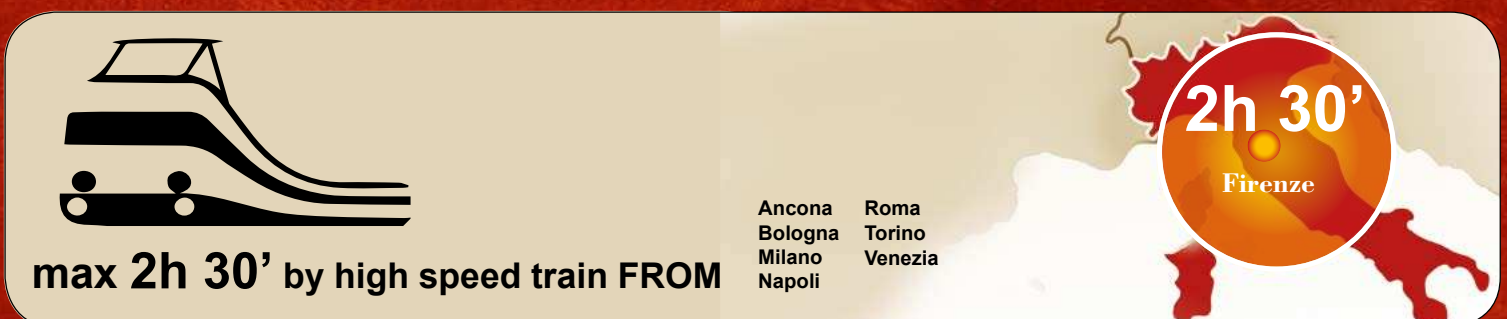 max 2h 30’ by high speed train FROM
Ancona
Bologna
Milano
Napoli
Roma
Torino
Venezia
2h 30’
Firenze